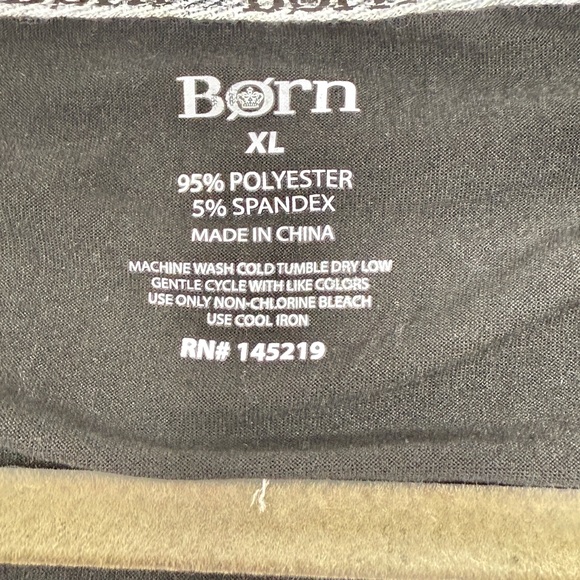 Børn
XL
95% POLYESTER
5% SPANDEX
MADE IN CHINA
MACHINE WASH COLD TUMBLE DRY LOW
GENTLE CYCLE WITH LIKE COLORS
USE ONLY NON-CHLORINE BLEACH
USE COOL IRON
RN# 145219